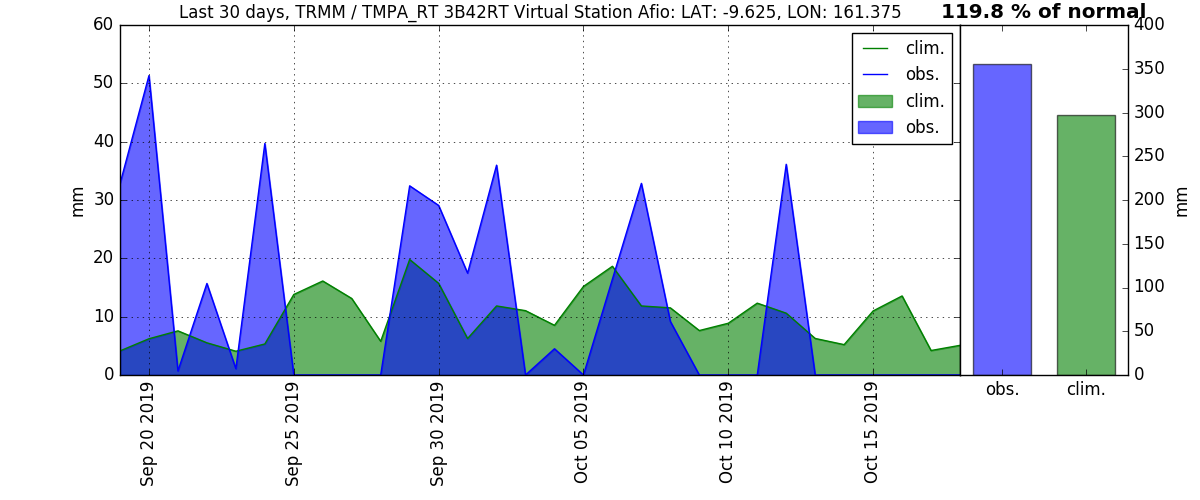 Last 30 days, TRMM / TMPA_RT 3B42RT Virtual Station Afio: LAT: -9.625, LON: 161.375
119.8 % of normal
60
50
40
30
20
10
0
mm
clim.
obs.
clim.
obs.
Sep 20 2019
Sep 25 2019
Sep 30 2019
Oct 05 2019
Oct 10 2019
Oct 15 2019
400
350
300
250
200
150
100
50
0
mm
obs.
clim.